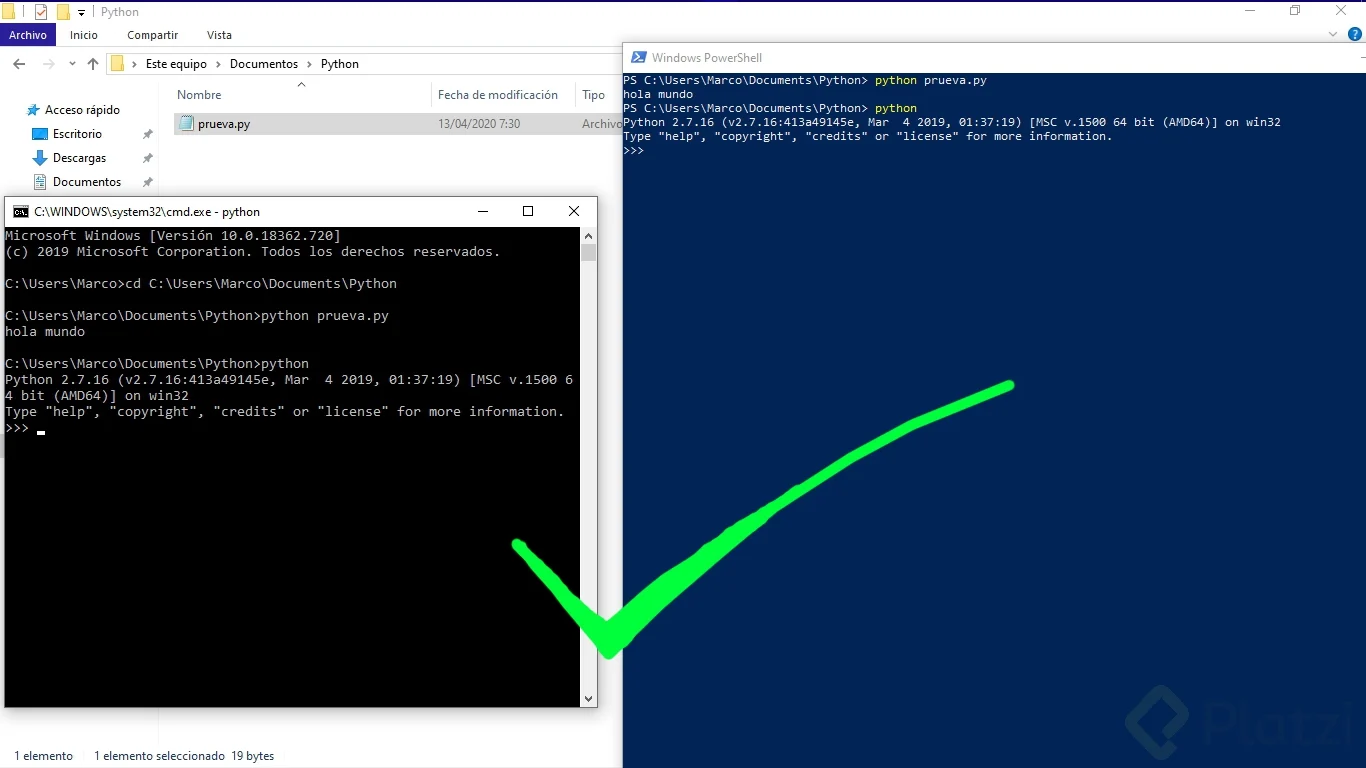 Python
Archivo
Inicio
Compartir
Vista
Este equipo > Documentos > Python
Nombre
Fecha de modificación
Tipo
Acceso rápido
Escritorio
Descargas
Documentos
prueva.py
13/04/2020 7:30
Archivo
C:\WINDOWS\system32\cmd.exe - python
Microsoft Windows [Versión 10.0.18362.720]
(c) 2019 Microsoft Corporation. Todos los derechos reservados.
C:\Users\Marco>cd C:\Users\Marco\Documents\Python
C:\Users\Marco\Documents\Python>python prueva.py
hola mundo
C:\Users\Marco\Documents\Python>python
Python 2.7.16 (v2.7.16:413a49145e, Mar  4 2019, 01:37:19) [MSC v.1500 6
4 bit (AMD64)] on win32
Type "help", "copyright", "credits" or "license" for more information.
>>>
1 elemento
1 elemento seleccionado
19 bytes
Windows PowerShell
PS C:\Users\Marco\Documents\Python> python prueva.py
hola mundo
PS C:\Users\Marco\Documents\Python> python
Python 2.7.16 (v2.7.16:413a49145e, Mar  4 2019, 01:37:19) [MSC v.1500 64 bit (AMD64)] on win32
Type "help", "copyright", "credits" or "license" for more information.
>>>
Platzi